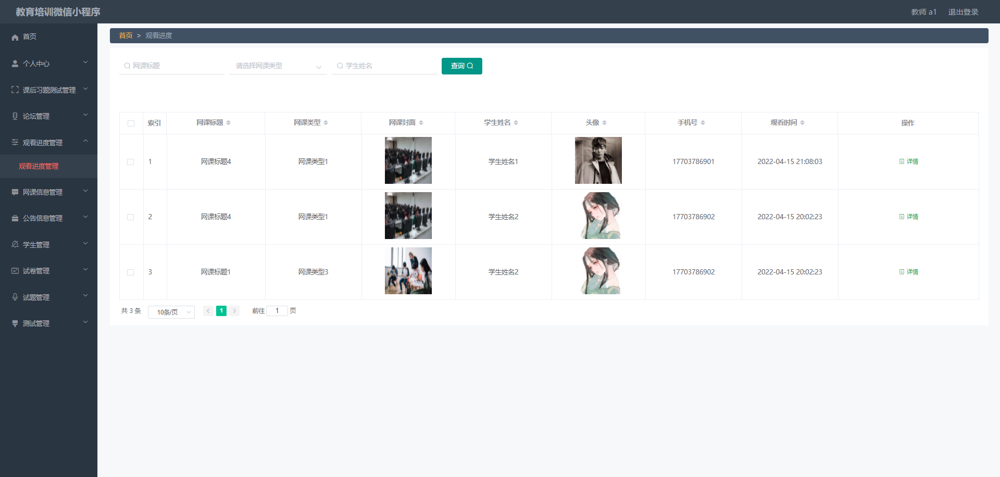 教育培训微信小程序
教师 a1 退出登录
首页
个人中心
课后习题测试管理
论坛管理
观看进度管理
观看进度管理
网课信息管理
公告信息管理
学生管理
试卷管理
试题管理
测试管理
首页 > 观看进度
网课标题 请选择网课类型 学生姓名 查询
索引 网课标题 网课类型 网课封面 学生姓名 头像 手机号 观看时间 操作
1 网课标题4 网课类型1 学生姓名1 17703786901 2022-04-15 21:08:03 详情
2 网课标题4 网课类型1 学生姓名2 17703786902 2022-04-15 20:02:23 详情
3 网课标题1 网课类型3 学生姓名2 17703786902 2022-04-15 20:02:23 详情
共 3 条 10条/页 < 1 > 前往 1 页